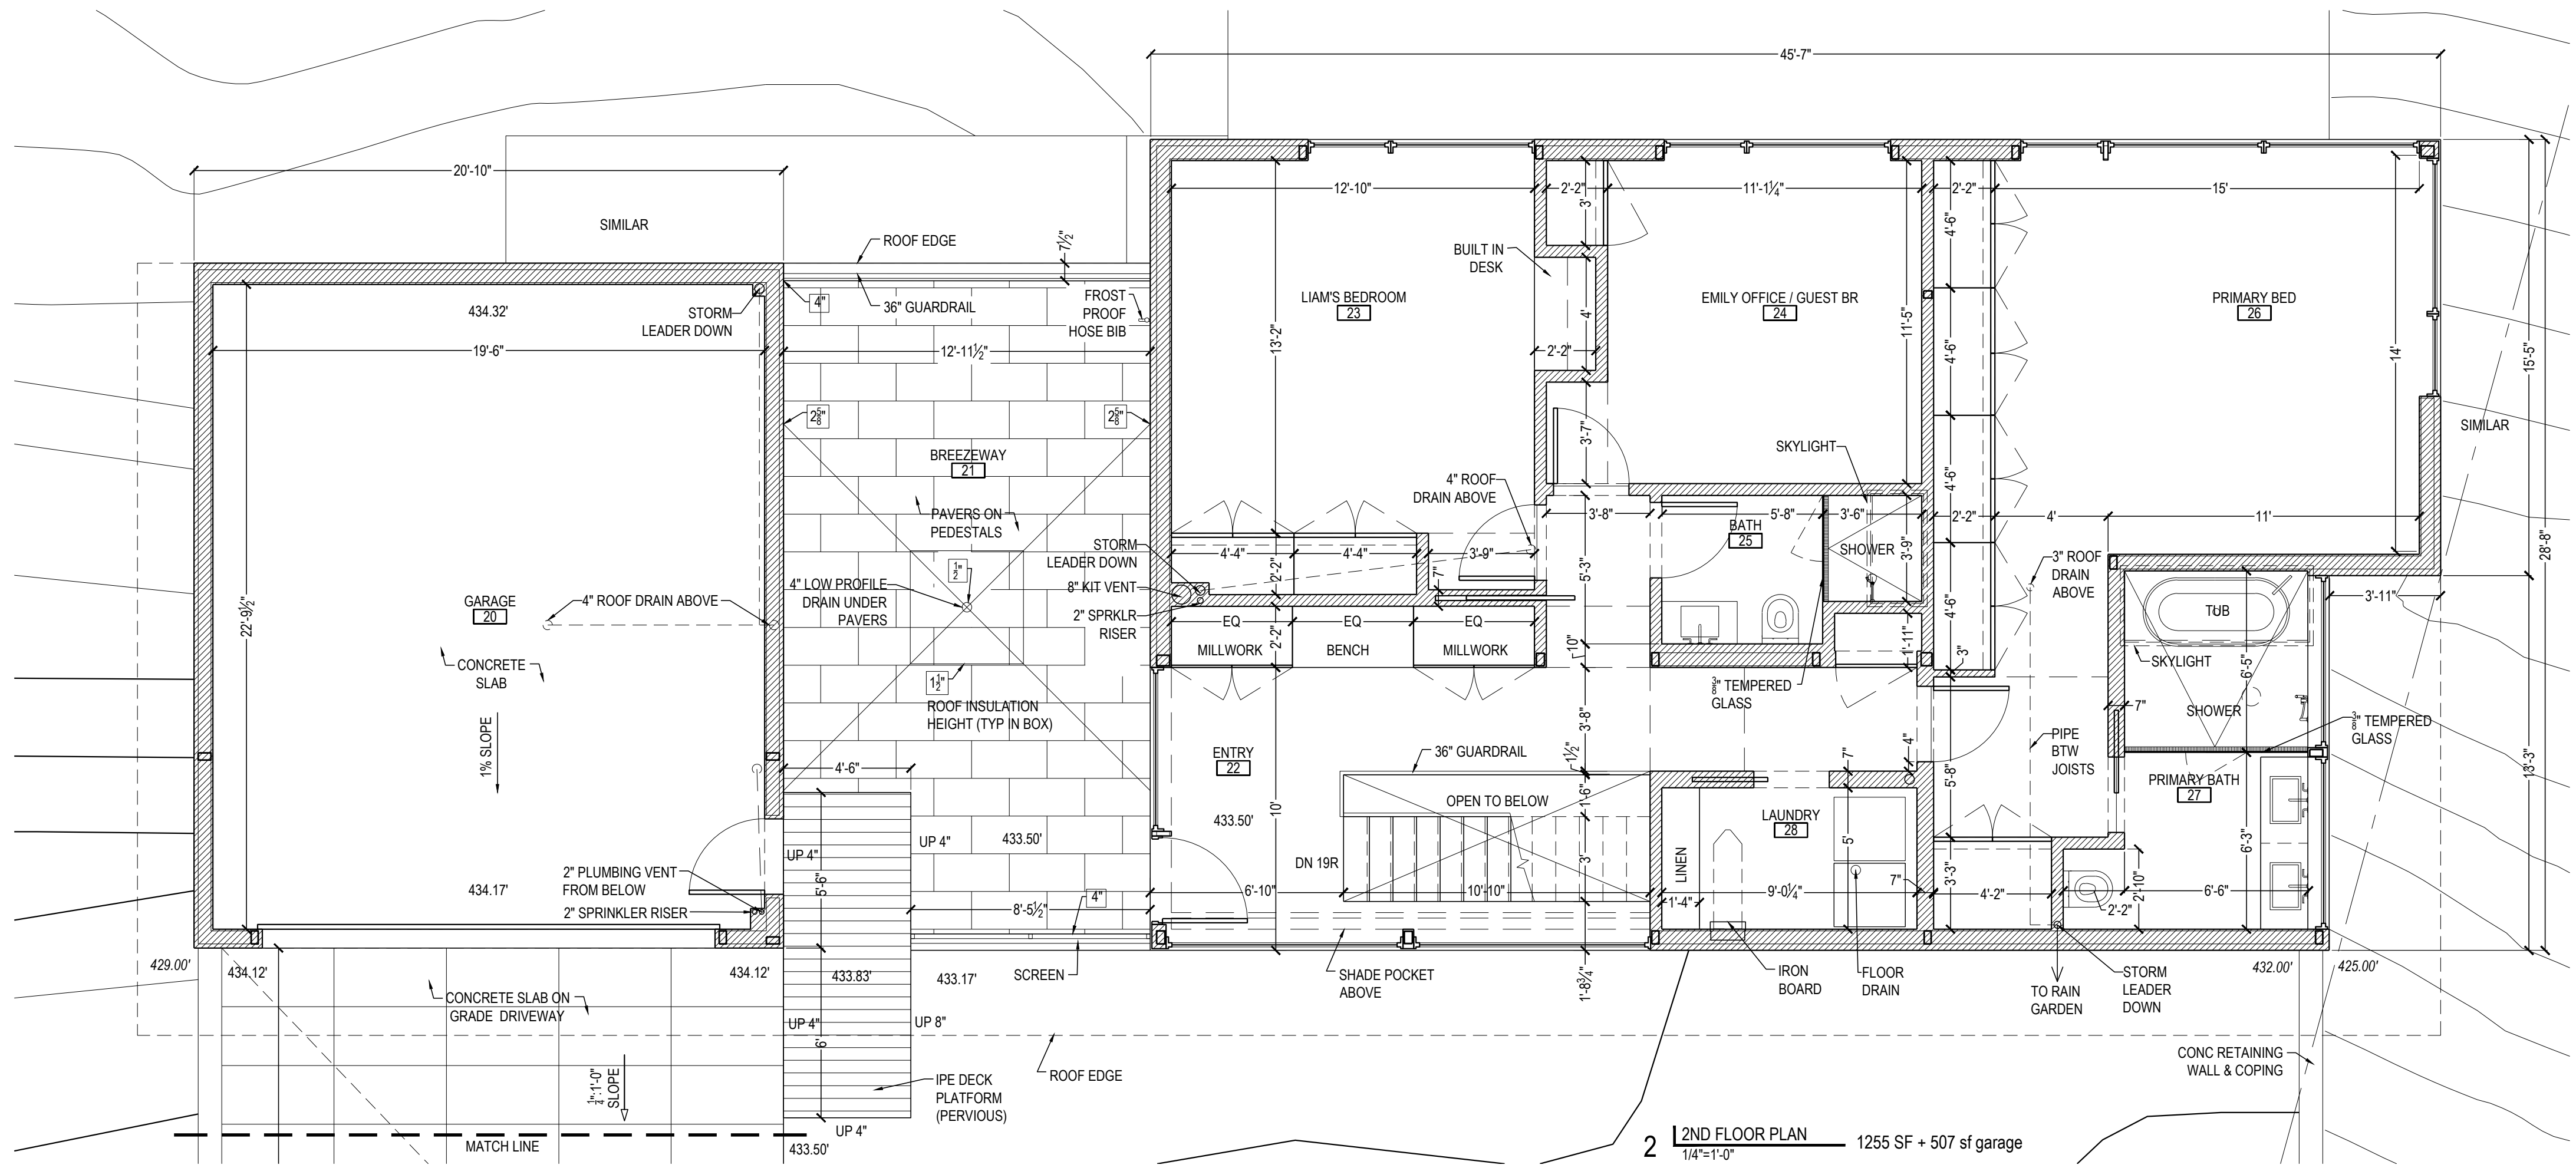 45'-7"
20'-10"
SIMILAR
ROOF EDGE
7½"
36" GUARDRAIL
4"
FROST
PROOF
HOSE BIB
STORM
LEADER DOWN
434.32'
19'-6"
12'-11½"
22'-9½"
GARAGE
20
4" ROOF DRAIN ABOVE
CONCRETE
SLAB
1% SLOPE
434.17'
2" PLUMBING VENT
FROM BELOW
2" SPRINKLER RISER
2⅝"
2⅝"
BREEZEWAY
21
PAVERS ON
PEDESTALS
½"
4" LOW PROFILE
DRAIN UNDER
PAVERS
1½"
ROOF INSULATION
HEIGHT (TYP IN BOX)
4'-6"
UP 4"
UP 4"
433.50'
5'-6"
8'-5½"
4"
SCREEN
12'-10"
2'-2"
11'-1¼"
2'-2"
15'
3'
BUILT IN
DESK
4'
2'-2"
LIAM'S BEDROOM
23
13'-2"
EMILY OFFICE / GUEST BR
24
11'-5"
4'-6"
4'-6"
4'-6"
4'-6"
4'-6"
PRIMARY BED
26
14'
15'-5"
28'-8"
SIMILAR
3'-7"
SKYLIGHT
4" ROOF
DRAIN ABOVE
3'-8"
5'-8"
3'-6"
2'-2"
4'
11'
BATH
25
SHOWER
3'-9"
STORM
LEADER DOWN
8" KIT VENT
2" SPRKLR
RISER
4'-4"
4'-4"
3'-9"
2'-2"
7"
5'-3"
3" ROOF
DRAIN
ABOVE
TUB
3'-11"
EQ
EQ
EQ
2'-2"
MILLWORK
BENCH
MILLWORK
10"
1'-11"
3"
SKYLIGHT
6'-5"
⅜" TEMPERED
GLASS
SHOWER
7"
⅜" TEMPERED
GLASS
ENTRY
22
36" GUARDRAIL
3'-8"
1½"
7"
4"
5'-8"
PIPE
BTW
JOISTS
PRIMARY BATH
27
13'-3"
OPEN TO BELOW
1'-6"
433.50'
10'
LAUNDRY
28
5'
DN 19R
3'
LINEN
6'-10"
10'-10"
1'-4"
9'-0¼"
7"
3'-3"
4'-2"
2'-2"
2'-10"
6'-6"
6'-3"
429.00'
434.12'
434.12'
433.83'
433.17'
SHADE POCKET
ABOVE
1'-8¾"
IRON
BOARD
FLOOR
DRAIN
TO RAIN
GARDEN
STORM
LEADER
DOWN
432.00'
425.00'
CONCRETE SLAB ON
GRADE DRIVEWAY
UP 4"
UP 8"
6'
¼":1'-0"
SLOPE
IPE DECK
PLATFORM
(PERVIOUS)
ROOF EDGE
CONC RETAINING
WALL & COPING
UP 4"
MATCH LINE
433.50'
2 2ND FLOOR PLAN 1255 SF + 507 sf garage
1/4"=1'-0"